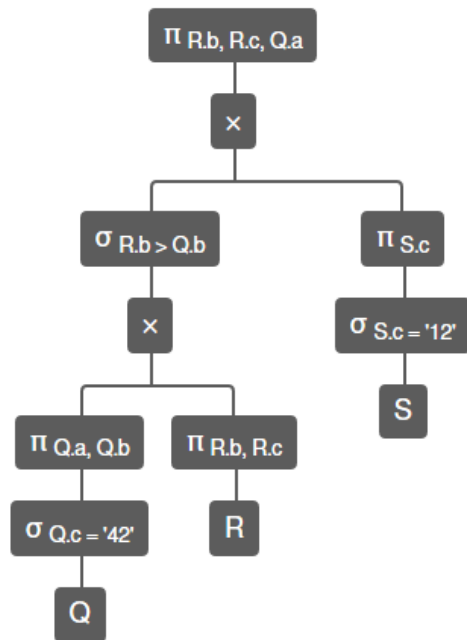 π R.b, R.c, Q.a
×
σ R.b > Q.b
π S.c
×
σ S.c = '12'
S
π Q.a, Q.b
π R.b, R.c
σ Q.c = '42'
R
Q